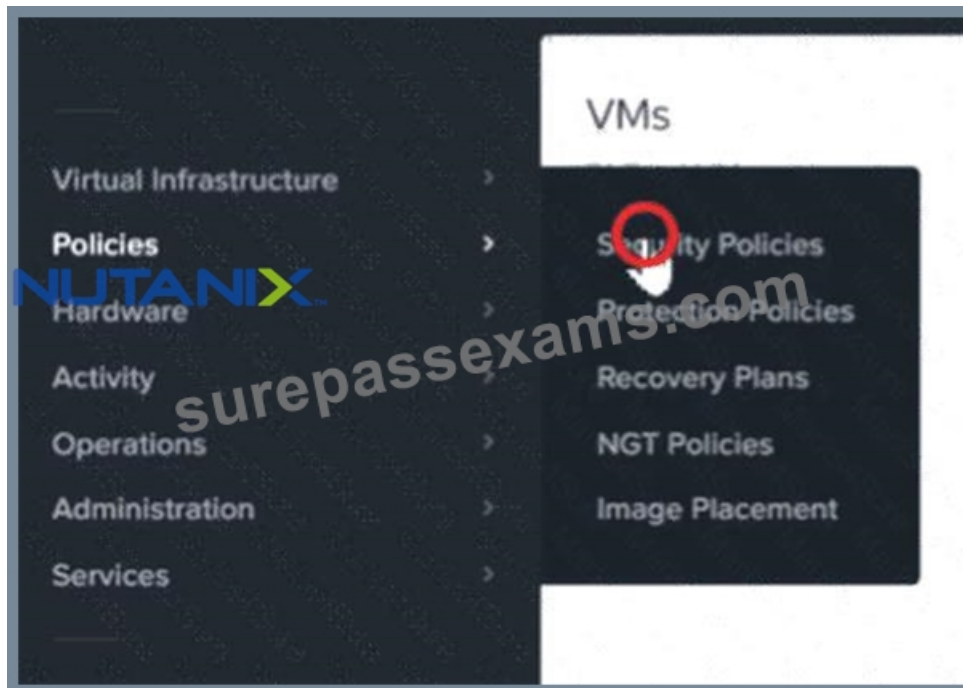 VMs
Virtual Infrastructure
Policies
Hardware
Activity
Operations
Administration
Services
Security Policies
Protection Policies
Recovery Plans
NGT Policies
Image Placement
NUTANIX
surepassexams.com